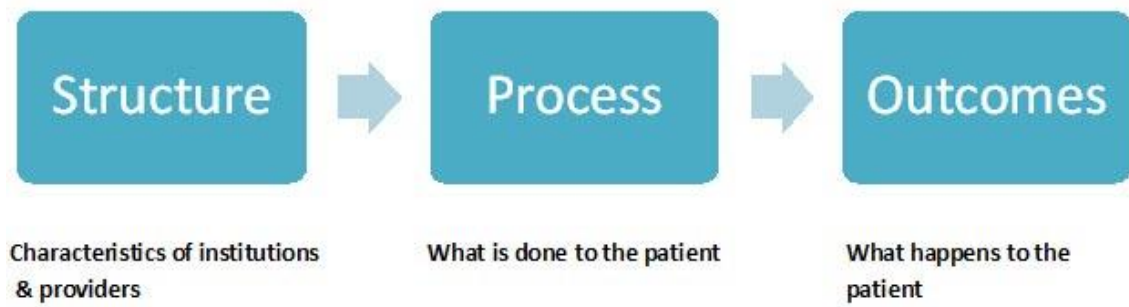 Structure
Process
Outcomes
Characteristics of institutions
& providers
What is done to the patient
What happens to the
patient